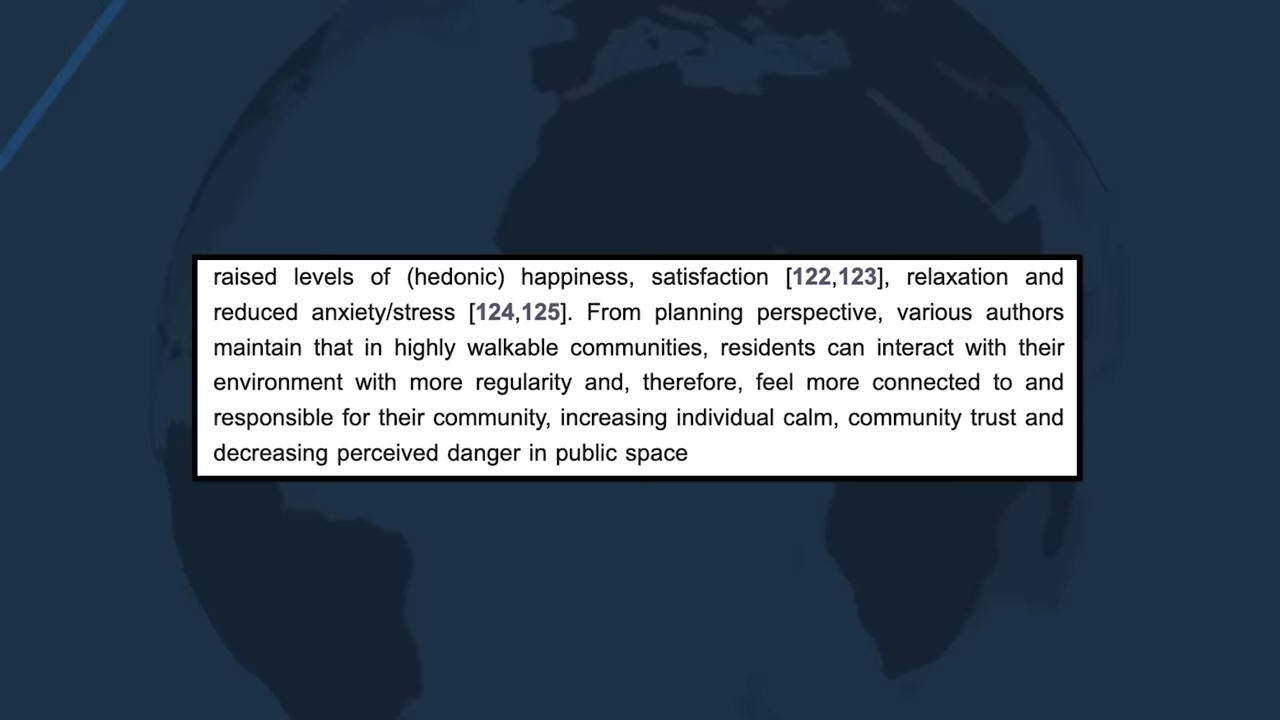 raised levels of (hedonic) happiness, satisfaction [122,123], relaxation and
reduced anxiety/stress [124,125]. From planning perspective, various authors
maintain that in highly walkable communities, residents can interact with their
environment with more regularity and, therefore, feel more connected to and
responsible for their community, increasing individual calm, community trust and
decreasing perceived danger in public space